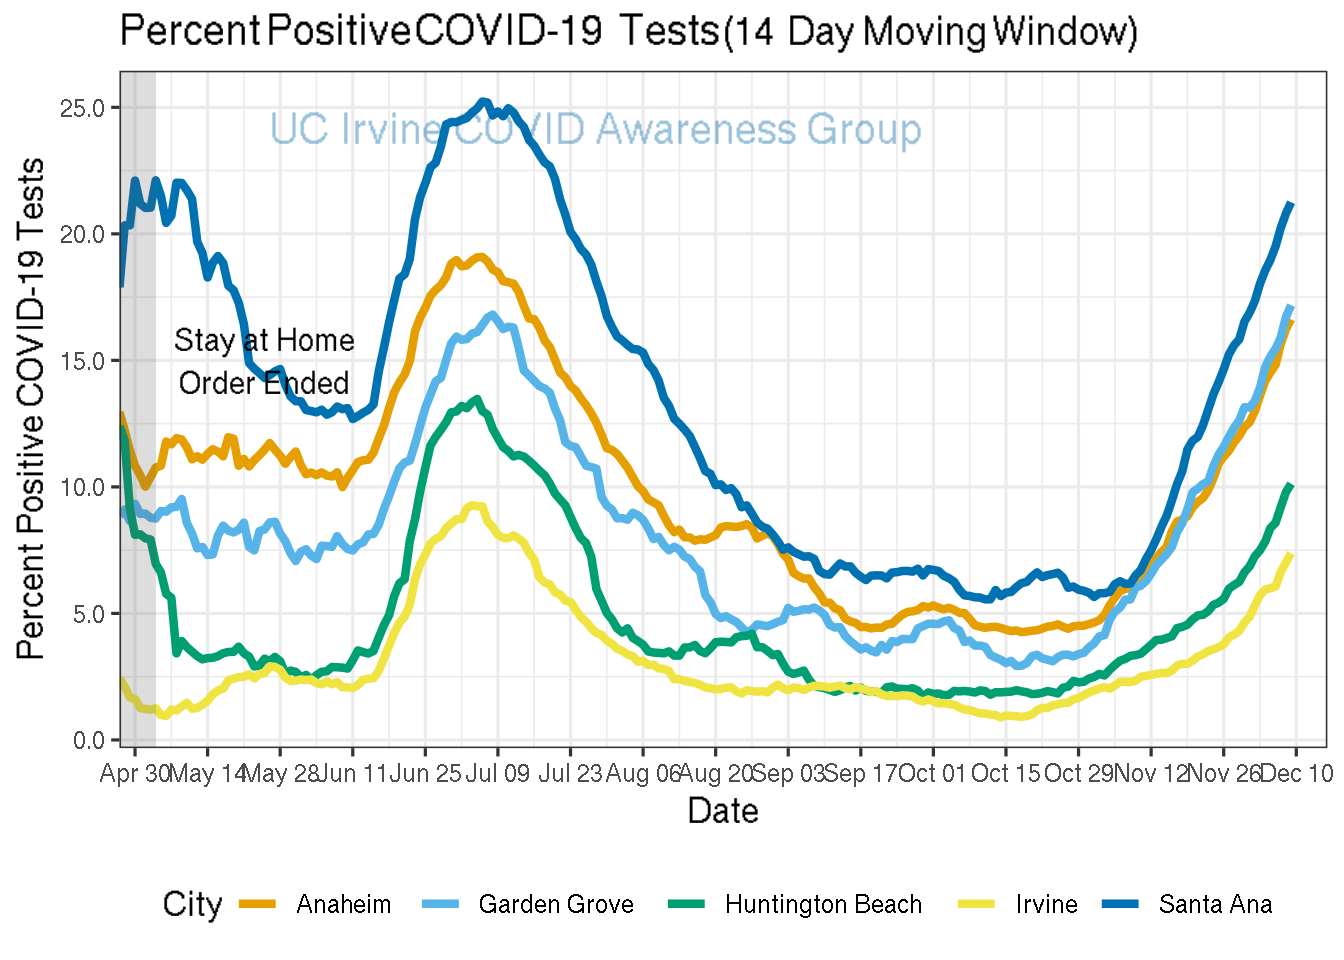 Percent Positive COVID-19 Tests (14 Day Moving Window)
UC Irvine COVID Awareness Group
Stay at Home
Order Ended
Percent Positive COVID-19 Tests
25.0
20.0
15.0
10.0
5.0
0.0
Apr 30 May 14 May 28 Jun 11 Jun 25 Jul 09 Jul 23 Aug 06 Aug 20 Sep 03 Sep 17 Oct 01 Oct 15 Oct 29 Nov 12 Nov 26 Dec 10
Date
City Anaheim Garden Grove Huntington Beach Irvine Santa Ana